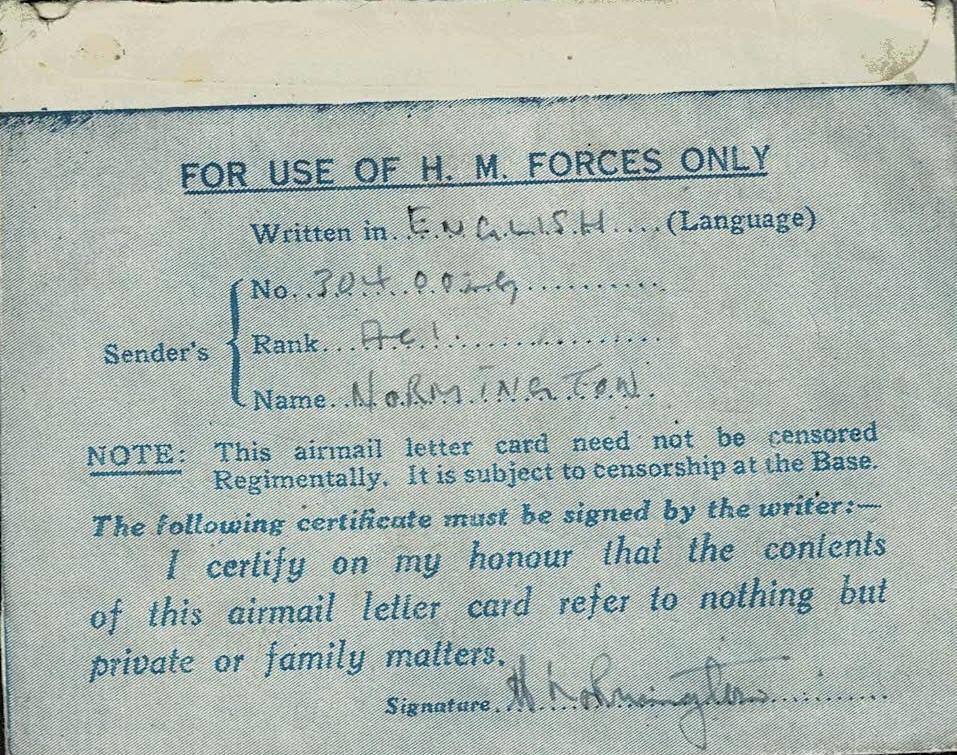 FOR USE OF H. M. FORCES ONLY
Written in..ENGLISH....(Language)
Sender's
No..304.............
Rank...AC1....................
Name..NORMINGTON.
NOTE: This airmail letter card need not be censored
Regimentally. It is subject to censorship at the Base.
The following certificate must be signed by the writer:—
I certify on my honour that the contents
of this airmail letter card refer to nothing but
private or family matters.
Signature. H Normington